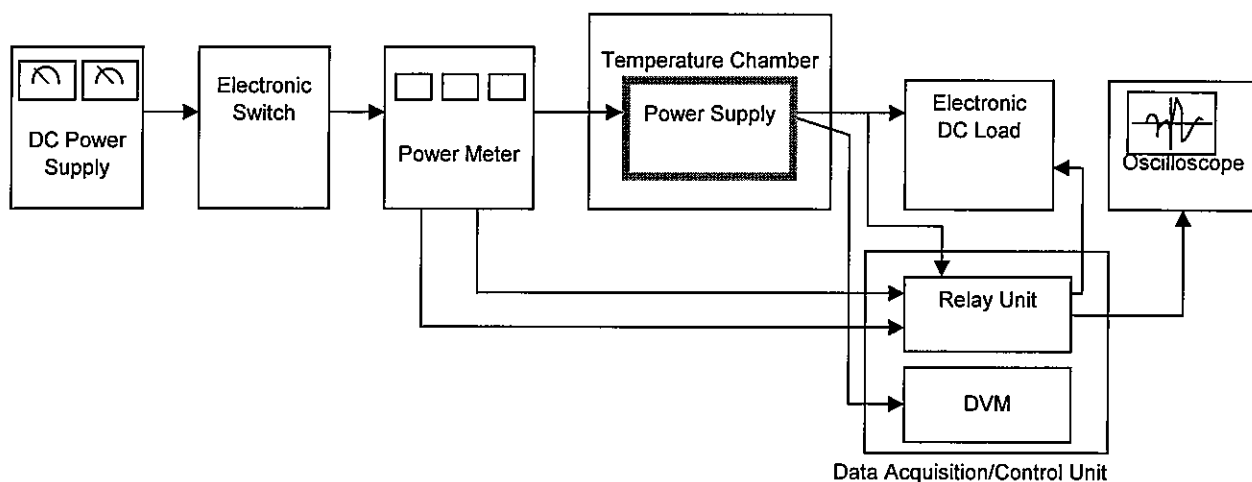 DC Power
Supply
Electronic
Switch
Power Meter
Temperature Chamber
Power Supply
Electronic
DC Load
Oscilloscope
Relay Unit
DVM
Data Acquisition/Control Unit